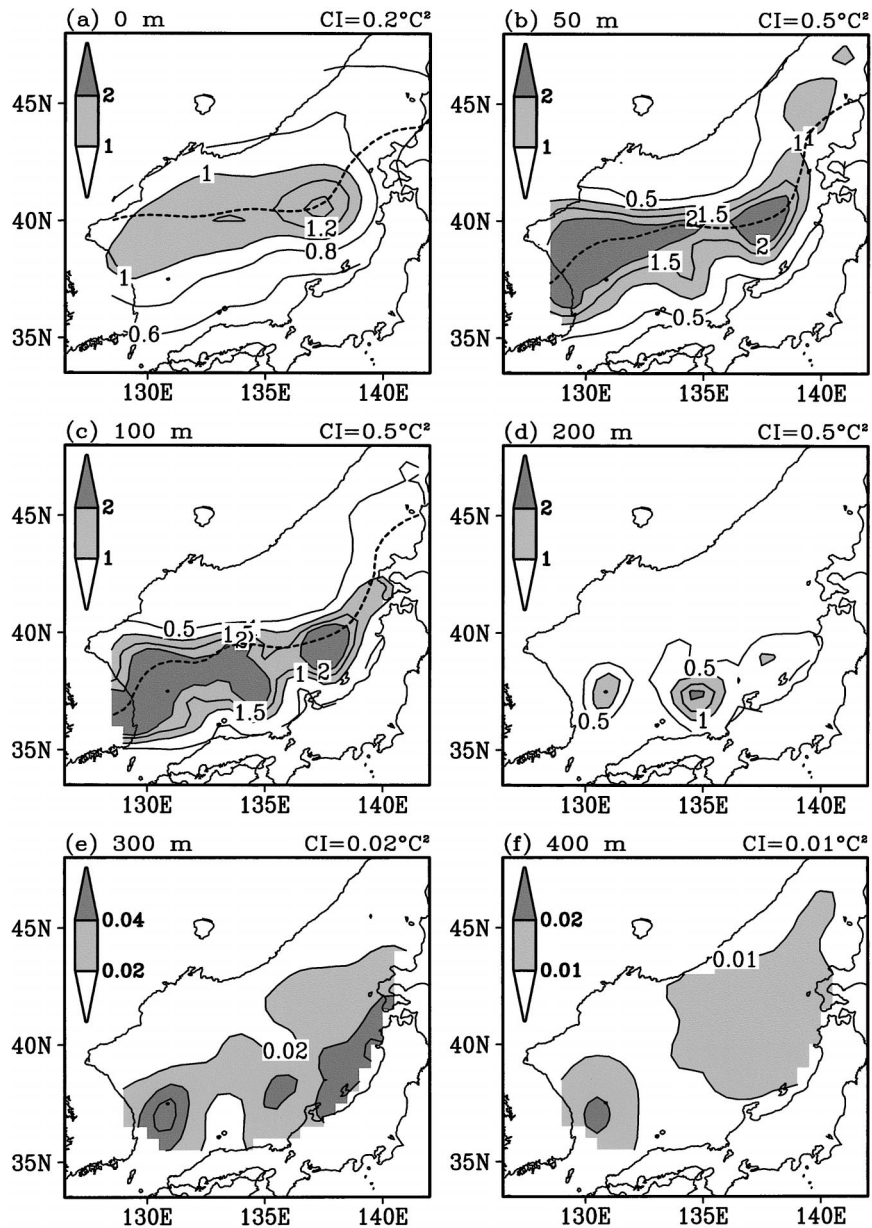 (a) 0 m CI=0.2°C²
2
1
45N
40N
35N
1
1.2
0.8
1
0.6
130E 135E 140E
(b) 50 m CI=0.5°C²
2
1
45N
40N
35N
1
0.5
2 1.5
2
1.5
0.5
130E 135E 140E
(c) 100 m CI=0.5°C²
2
1
45N
40N
35N
0.5
2
1 2
1.5
130E 135E 140E
(d) 200 m CI=0.5°C²
2
1
45N
40N
35N
0.5
0.5
1
130E 135E 140E
(e) 300 m CI=0.02°C²
0.04
0.02
45N
40N
35N
0.02
130E 135E 140E
(f) 400 m CI=0.01°C²
0.02
0.01
45N
40N
35N
0.01
130E 135E 140E